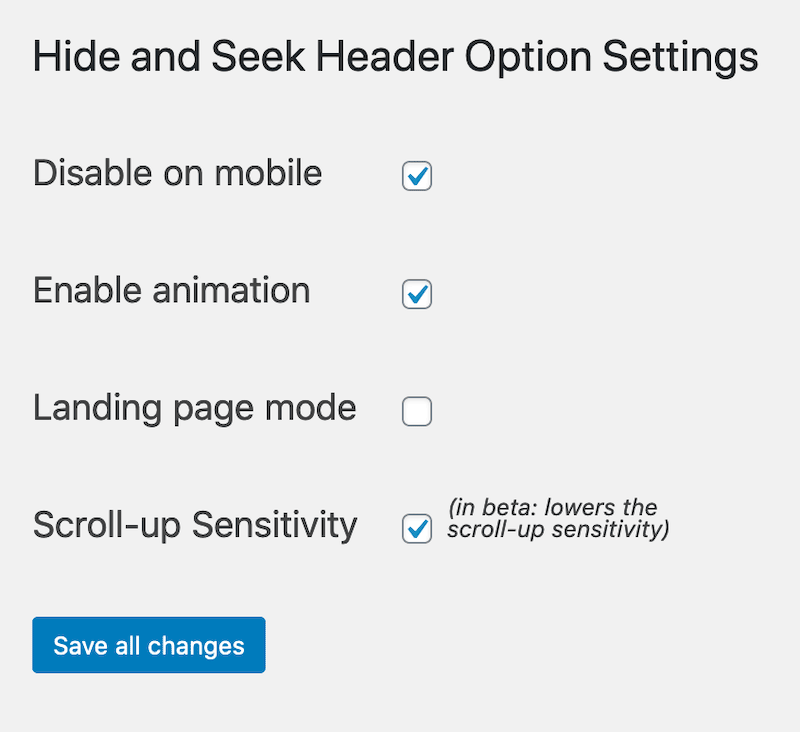 Hide and Seek Header Option Settings
Disable on mobile
Enable animation
Landing page mode
Scroll-up Sensitivity
(in beta: lowers the
scroll-up sensitivity)
Save all changes